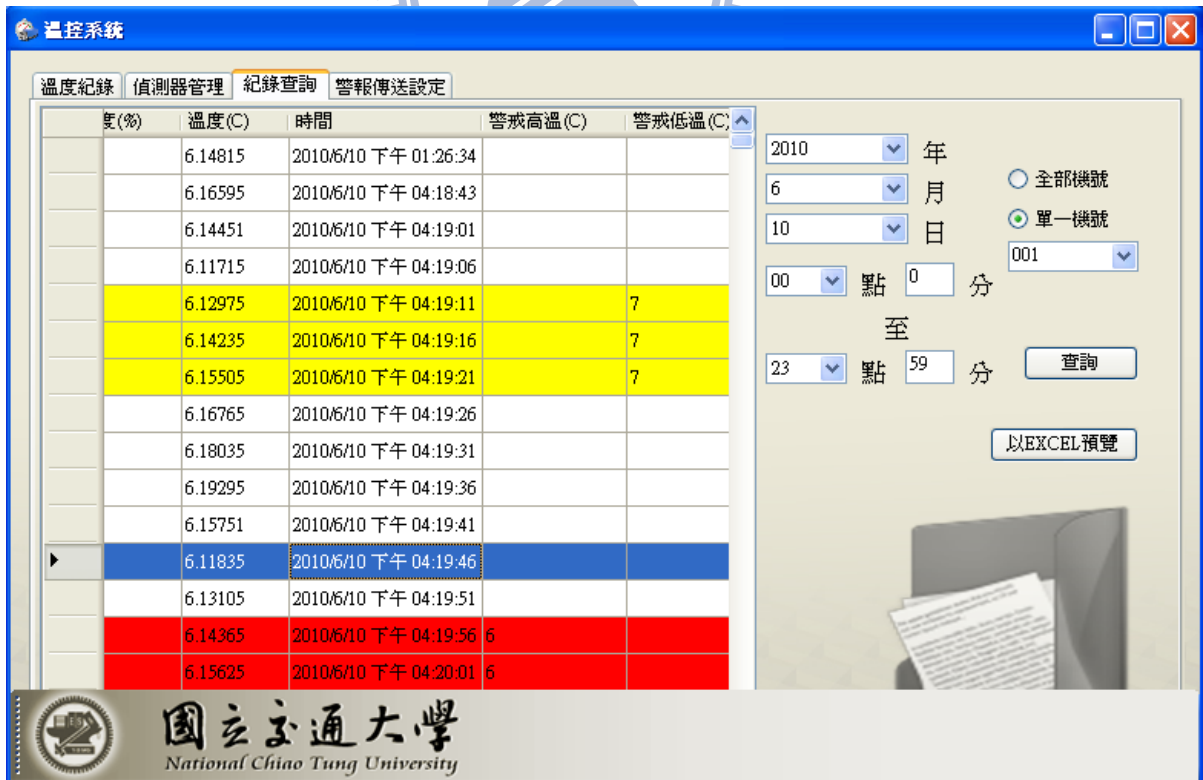 溫控系統
溫度紀錄 偵測器管理 紀錄查詢 警報傳送設定
度(%) 溫度(C) 時間 警戒高溫(C) 警戒低溫(C)
6.14815 2010/6/10 下午 01:26:34
6.16595 2010/6/10 下午 04:18:43
6.14451 2010/6/10 下午 04:19:01
6.11715 2010/6/10 下午 04:19:06
6.12975 2010/6/10 下午 04:19:11 7
6.14235 2010/6/10 下午 04:19:16 7
6.15505 2010/6/10 下午 04:19:21 7
6.16765 2010/6/10 下午 04:19:26
6.18035 2010/6/10 下午 04:19:31
6.19295 2010/6/10 下午 04:19:36
6.15751 2010/6/10 下午 04:19:41
6.11835 2010/6/10 下午 04:19:46
6.13105 2010/6/10 下午 04:19:51
6.14365 2010/6/10 下午 04:19:56 6
6.15625 2010/6/10 下午 04:20:01 6
2010 年
6 月
10 日
全部機號
單一機號
001
00 點 0 分
至
23 點 59 分
查詢
以EXCEL預覽
國立交通大學
National Chiao Tung University